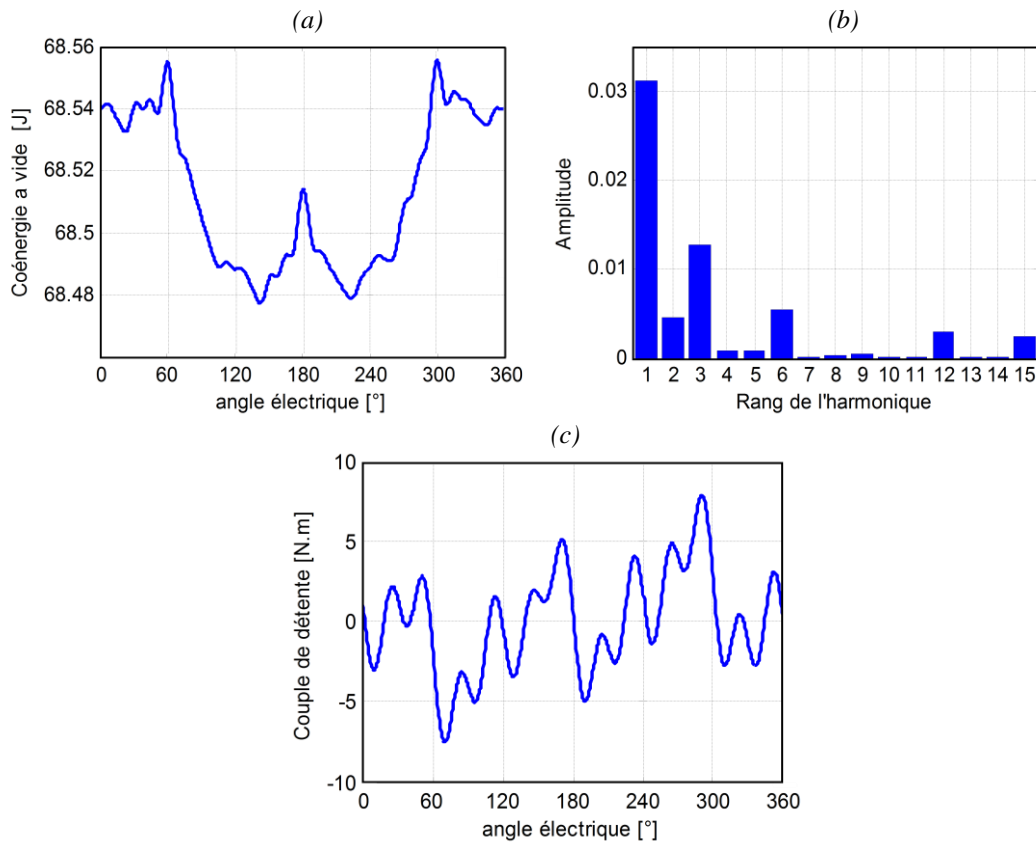 (a)
68.56
68.54
68.52
68.5
68.48
Coénergie a vide [J]
0 60 120 180 240 300 360
angle électrique [°]
(b)
0.03
0.02
0.01
0
Amplitude
1 2 3 4 5 6 7 8 9 10 11 12 13 14 15
Rang de l'harmonique
(c)
10
5
0
-5
-10
Couple de détente [N.m]
0 60 120 180 240 300 360
angle électrique [°]